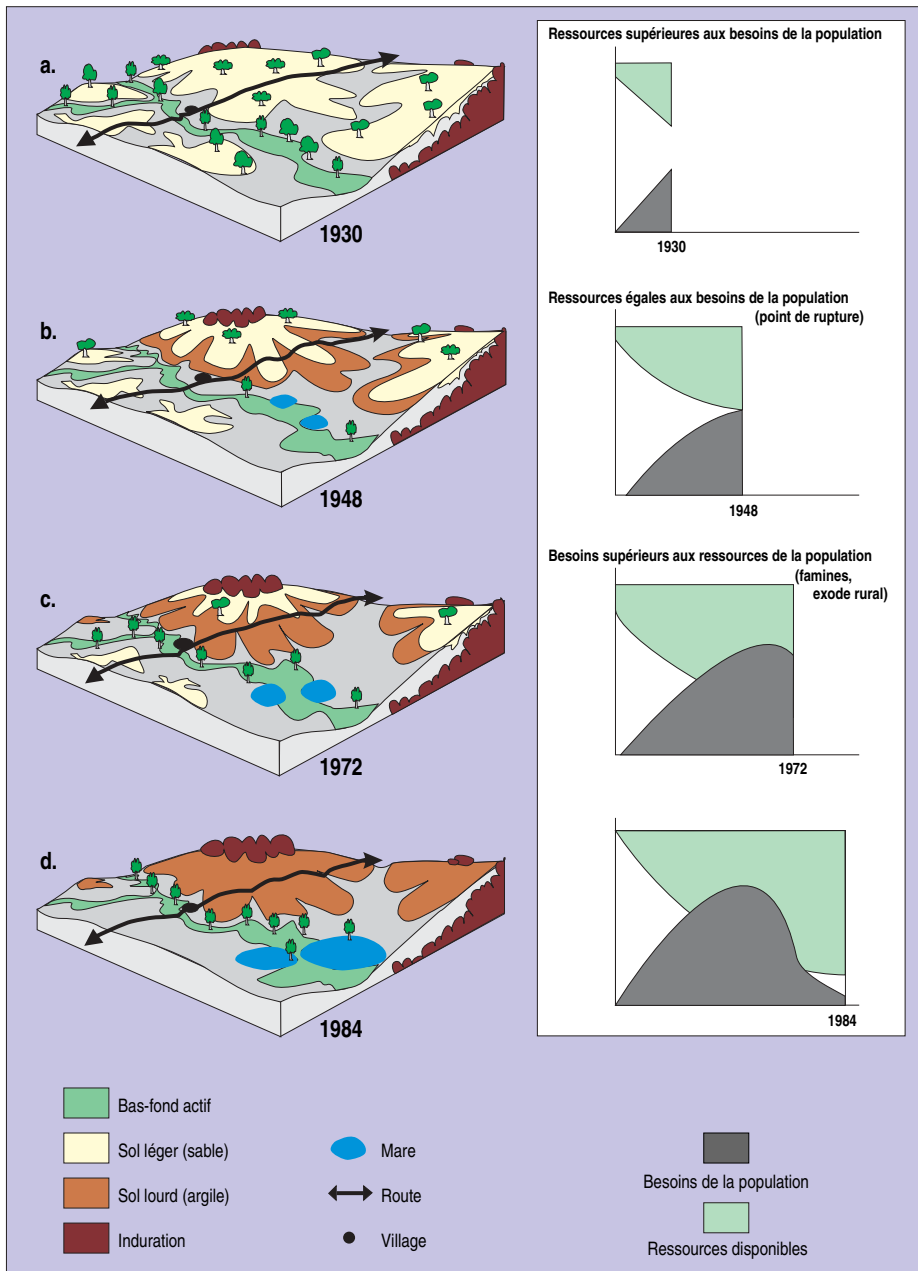 a.
1930
Ressources supérieures aux besoins de la population
1930
b.
1948
Ressources égales aux besoins de la population
(point de rupture)
1948
c.
1972
Besoins supérieurs aux ressources de la population
(famines,
exode rural)
1972
d.
1984
1984
Bas-fond actif
Sol léger (sable)
Sol lourd (argile)
Induration
Mare
Route
Village
Besoins de la population
Ressources disponibles